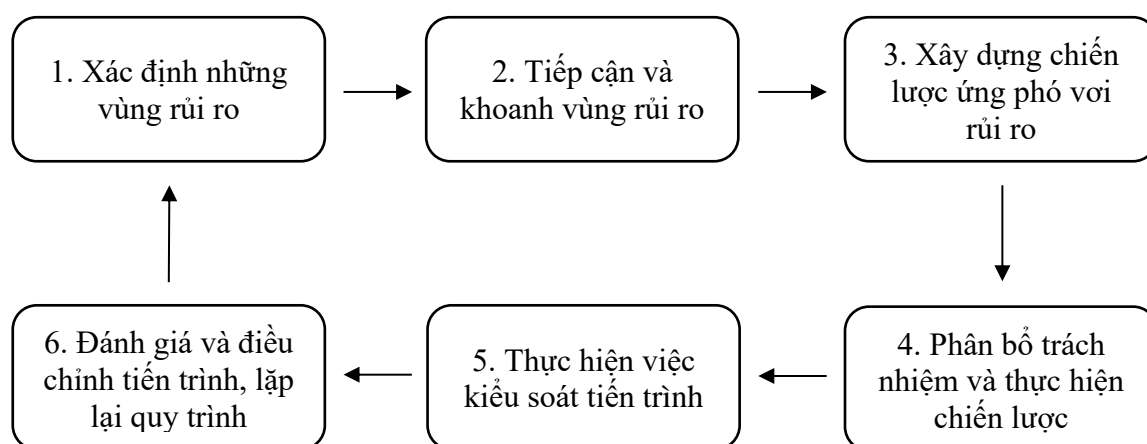 1. Xác định những
vùng rủi ro
2. Tiếp cận và
khoanh vùng rủi ro
3. Xây dựng chiến
lược ứng phó vơi
rủi ro
4. Phân bổ trách
nhiệm và thực hiện
chiến lược
5. Thực hiện việc
kiểu soát tiến trình
6. Đánh giá và điều
chỉnh tiến trình, lặp
lại quy trình